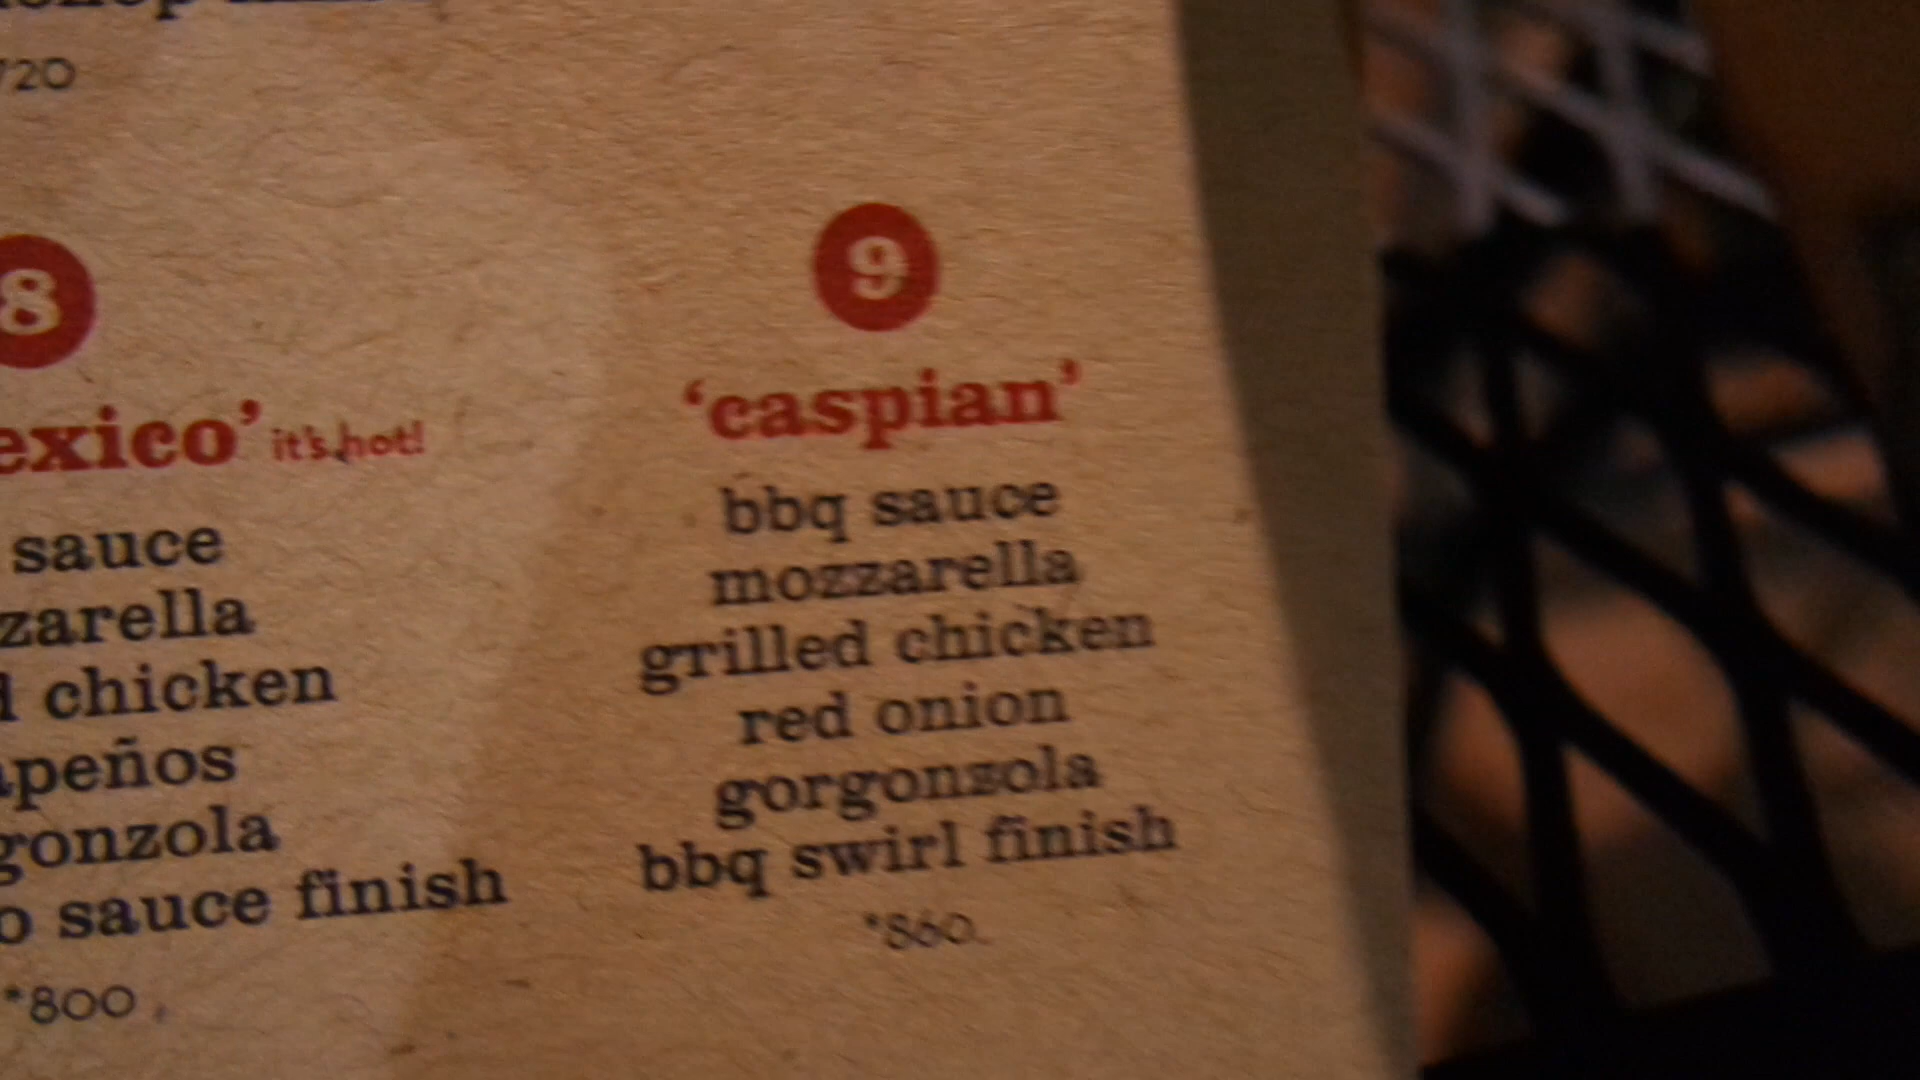 720
8
exico' it's hot!
sauce
zarella
d chicken
apeños
gonzola
o sauce finish
*800
9
'caspian'
bbq sauce
mozzarella
grilled chicken
red onion
gorgonzola
bbq swirl finish
*860